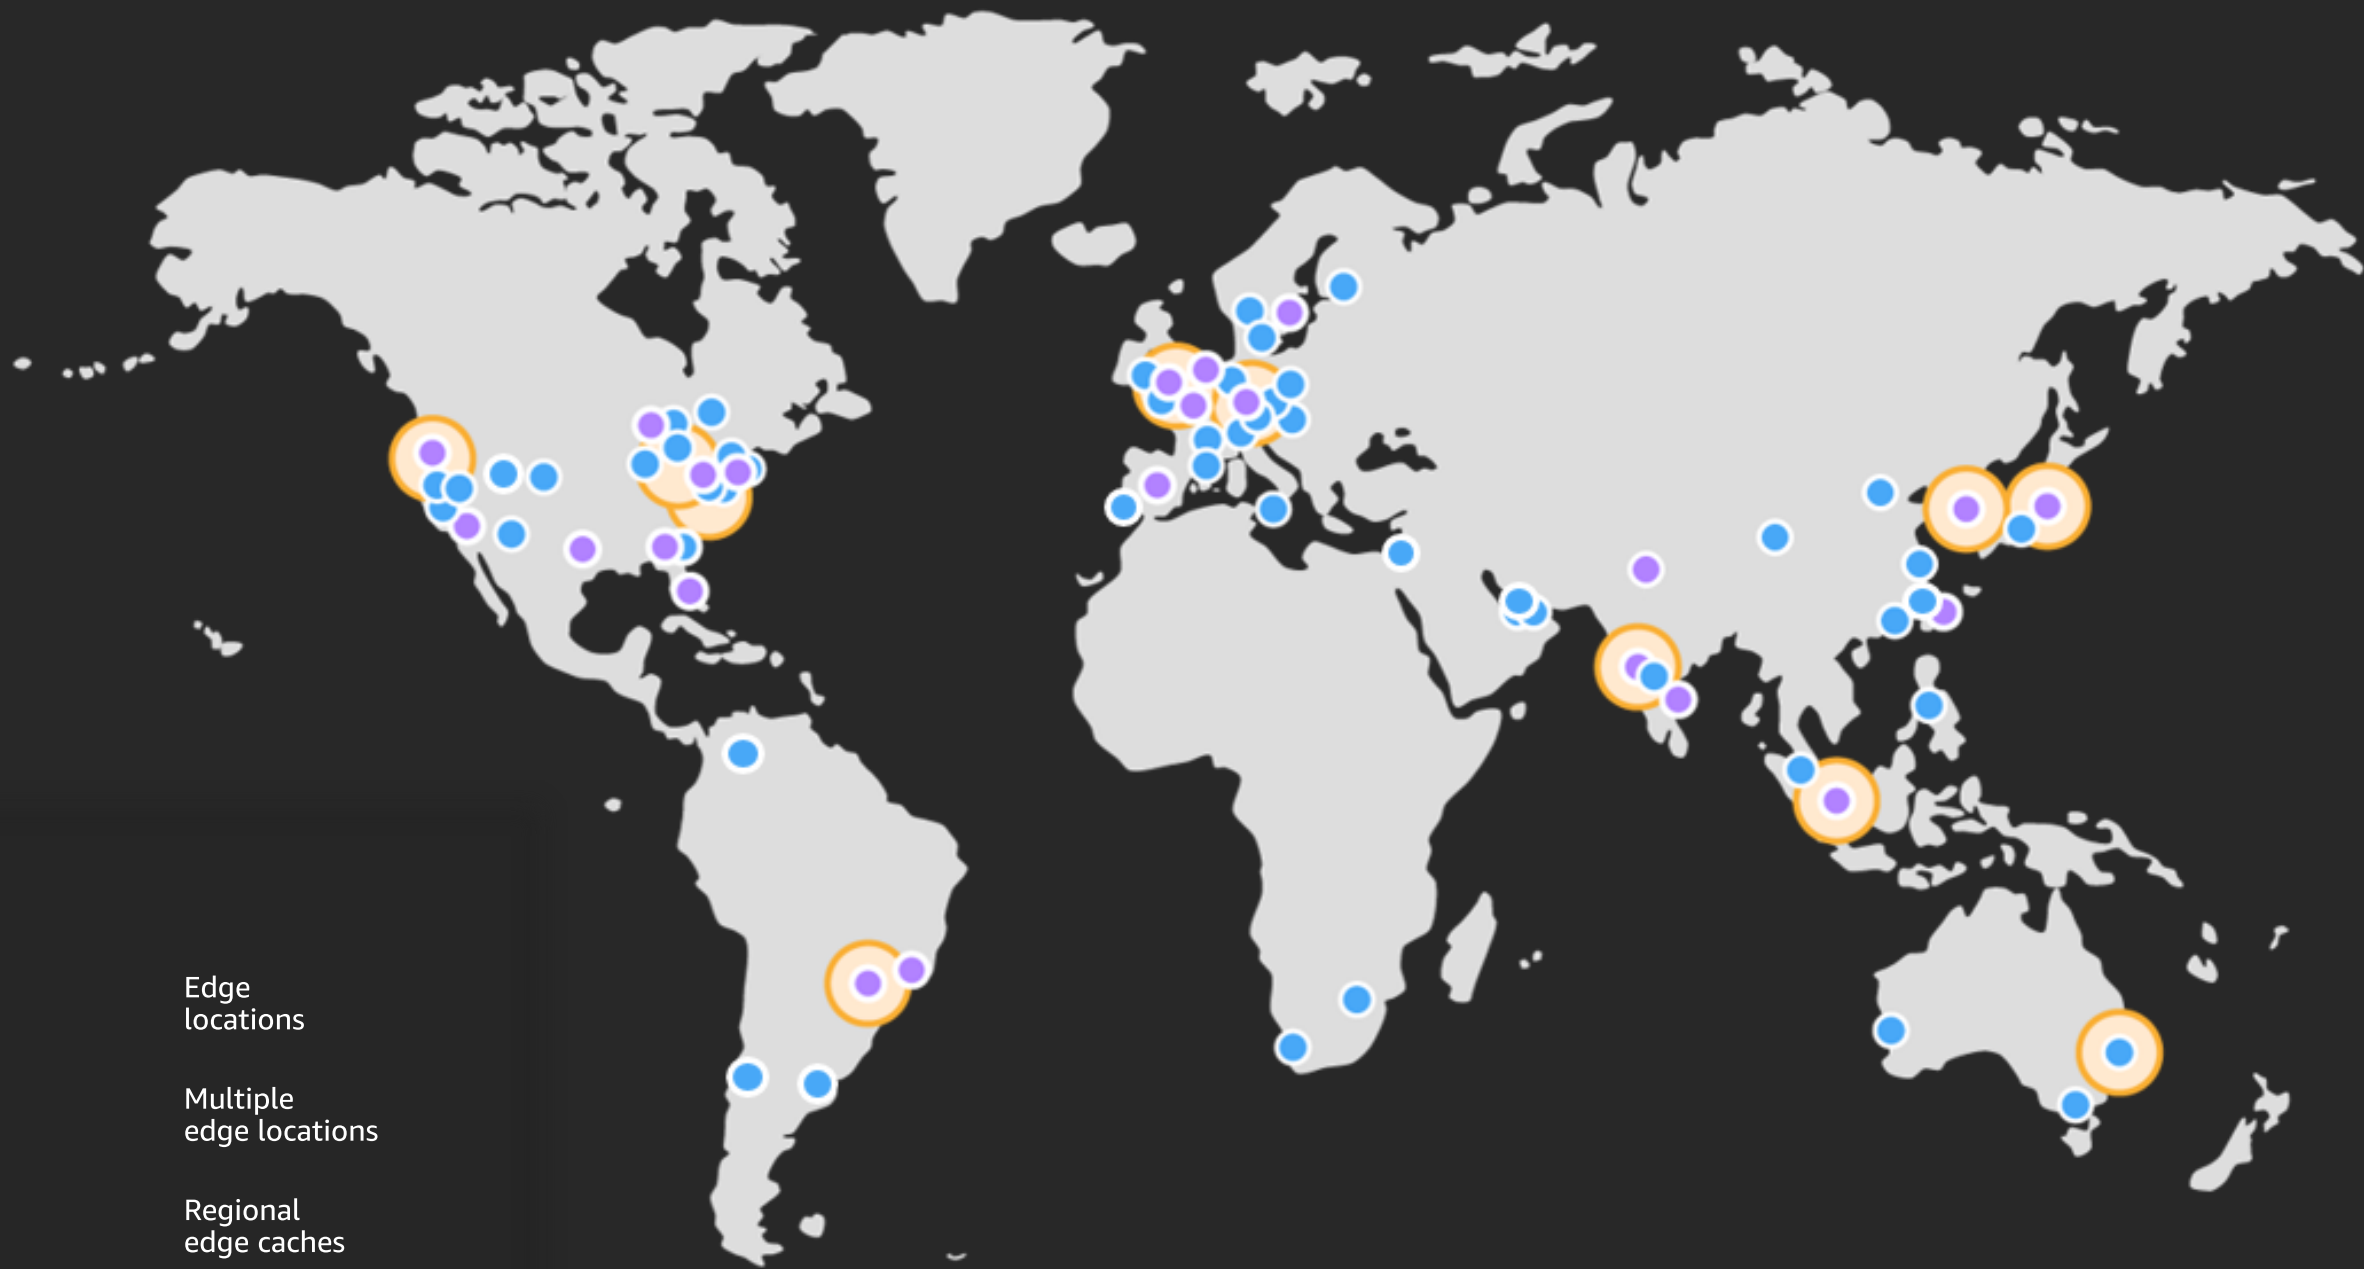 Edge
locations
Multiple
edge locations
Regional
edge caches